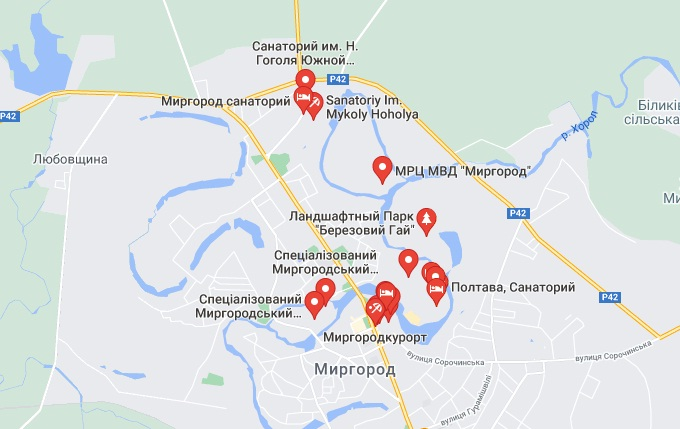 Санаторий им. Н.
Гоголя Южной...
P42
Миргород санаторий
Sanatoriy Im.
Mykoly Hoholya
P42
Біликів
сільська
р. Хорол
Любовщина
МРЦ МВД "Миргород"
P42
Ландшафтный Парк
"Березовий Гай"
Спеціалізований
Миргородський...
Полтава, Санаторий
P42
Спеціалізований
Миргородський...
Миргородкурорт
вулиця Сорочинська
вулиця Сорочинська
Миргород
вулиця Гурамішвілі